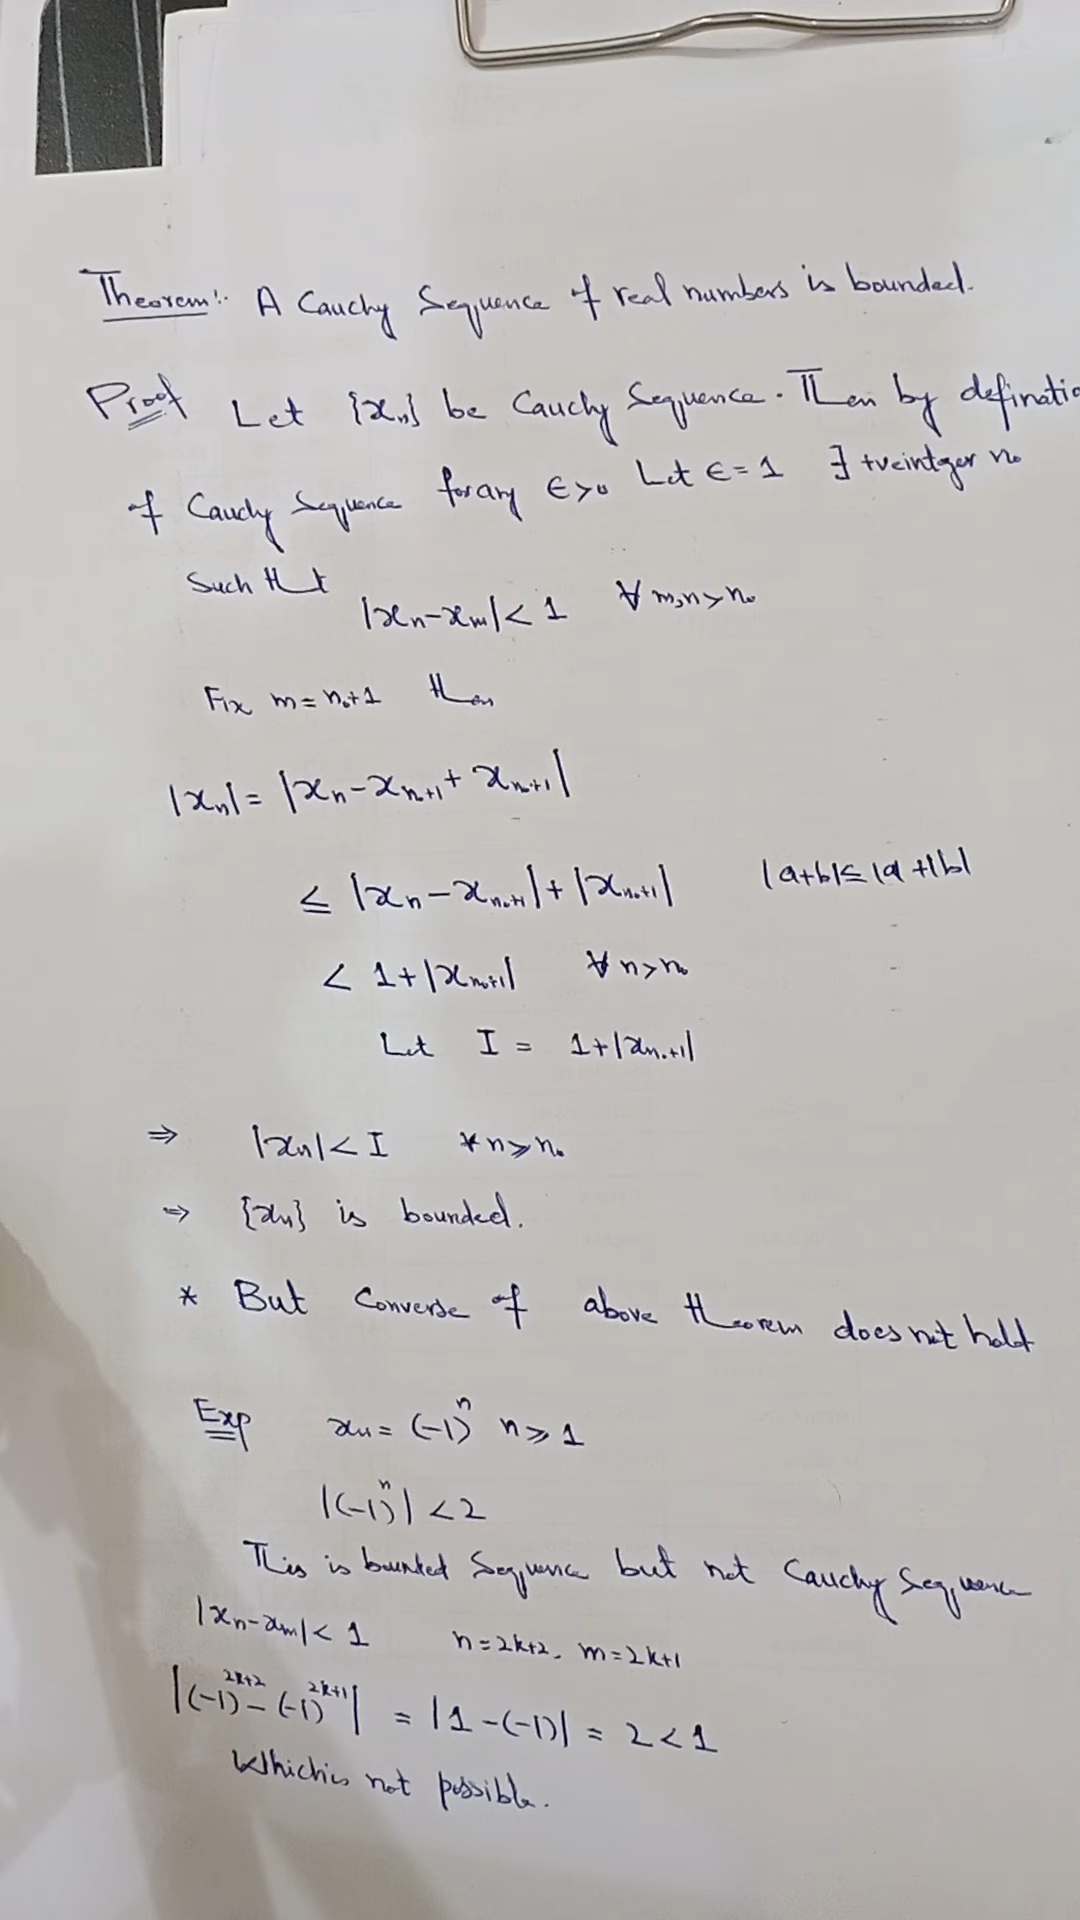 Theorem:- A Cauchy Sequence of real numbers is bounded.
Proof Let {xₙ} be Cauchy Sequence. Then by definatio
of Cauchy Sequence for any ϵ>0 Let ϵ=1 ∃ +ve intger n₀
Such that
|xₙ-xₘ|<1 ∀ m,n>n₀
Fix m=n₀+1 then
|xₙ|= |xₙ-xₙ₀₊₁+xₙ₀₊₁|
≤ |xₙ-xₙ₀₊₁|+|xₙ₀₊₁| |a+b|≤|a|+|b|
< 1+|xₙ₀₊₁| ∀ n>n₀
Let I = 1+|xₙ₀₊₁|
⇒ |xₙ|<I ∀ n≥n₀
⇒ {xₙ} is bounded.
* But Converse of above theorem does not hold
Exp xₙ=(-1)ⁿ n≥1
|(-1)ⁿ|<2
This is bounted Sequence but not Cauchy Sequence
|xₙ-xₘ|<1 n=2k+2, m=2k+1
|(-1)²ᵏ⁺²-(-1)²ᵏ⁺¹| = |1-(-1)| = 2<1
Which is not possible.